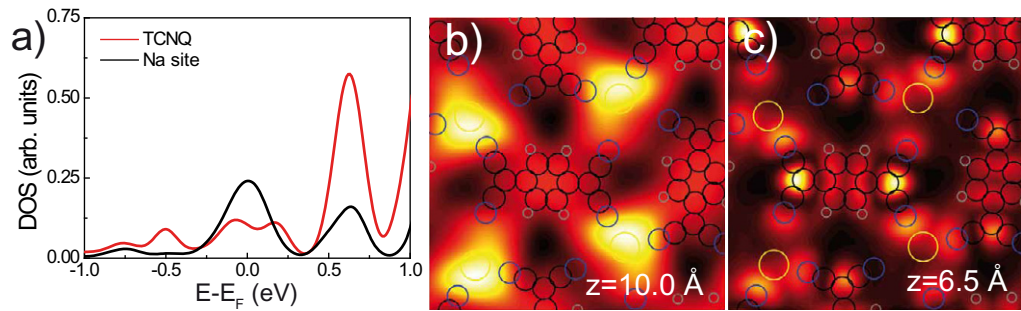 a)
0.75
0.50
0.25
0.00
DOS (arb. units)
TCNQ
Na site
-1.0
-0.5
0.0
0.5
1.0
E-E_F (eV)
b)
z=10.0 Å
c)
z=6.5 Å